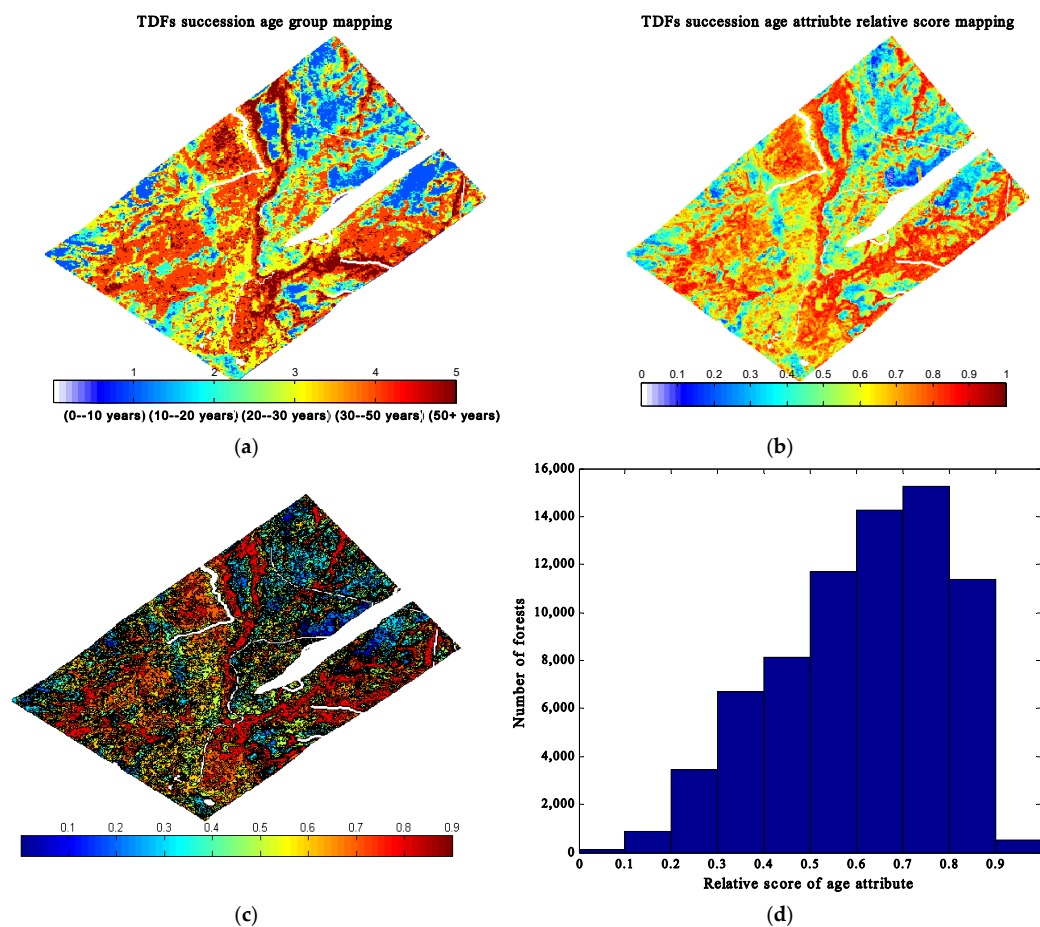 TDFs succession age group mapping
TDFs succession age attriubte relative score mapping
1 2 3 4 5
(0--10 years) (10--20 years) (20--30 years) (30--50 years) (50+ years)
0 0.1 0.2 0.3 0.4 0.5 0.6 0.7 0.8 0.9 1
(a)
(b)
16,000
14,000
12,000
10,000
8,000
6,000
4,000
2,000
0
Number of forests
0 0.1 0.2 0.3 0.4 0.5 0.6 0.7 0.8 0.9
Relative score of age attribute
0.1 0.2 0.3 0.4 0.5 0.6 0.7 0.8 0.9
(c)
(d)